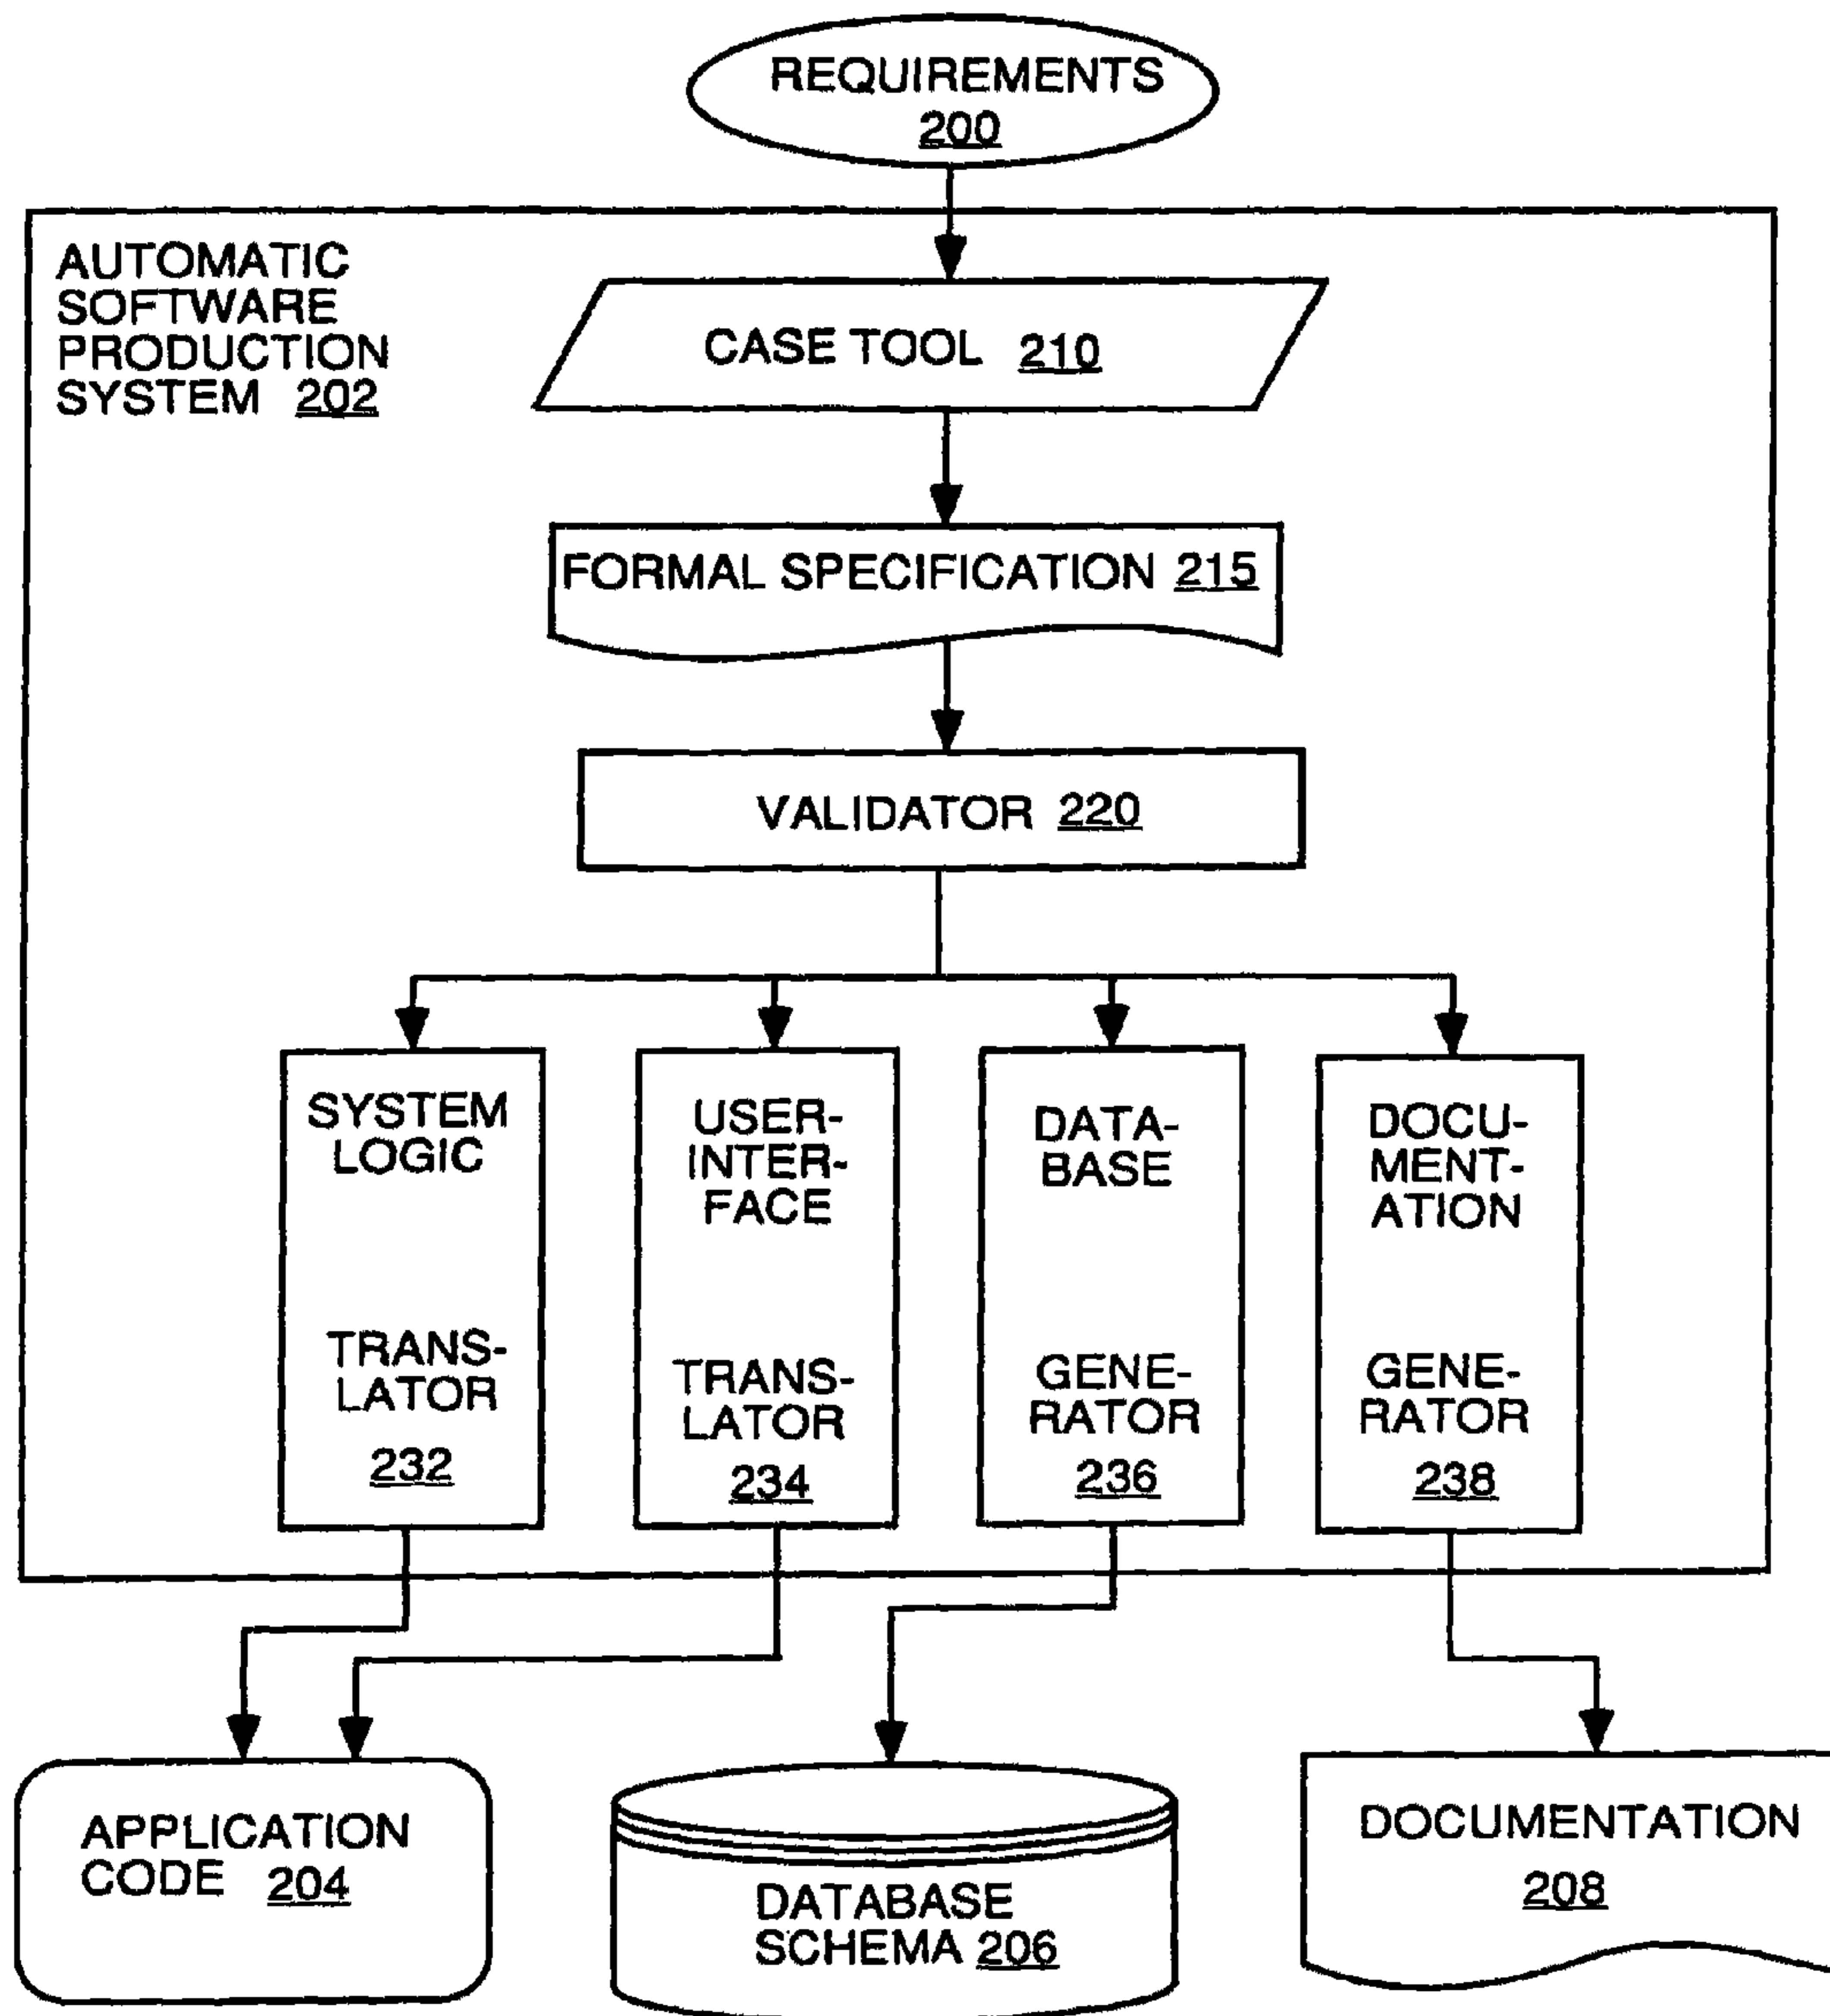 REQUIREMENTS
200
AUTOMATIC
SOFTWARE
PRODUCTION
SYSTEM 202
CASE TOOL 210
FORMAL SPECIFICATION 215
VALIDATOR 220
SYSTEM
LOGIC
TRANS-
LATOR
232
USER-
INTER-
FACE
TRANS-
LATOR
234
DATA-
BASE
GENE-
RATOR
236
DOCU-
MENT-
ATION
GENE-
RATOR
238
APPLICATION
CODE 204
DATABASE
SCHEMA 206
DOCUMENTATION
208